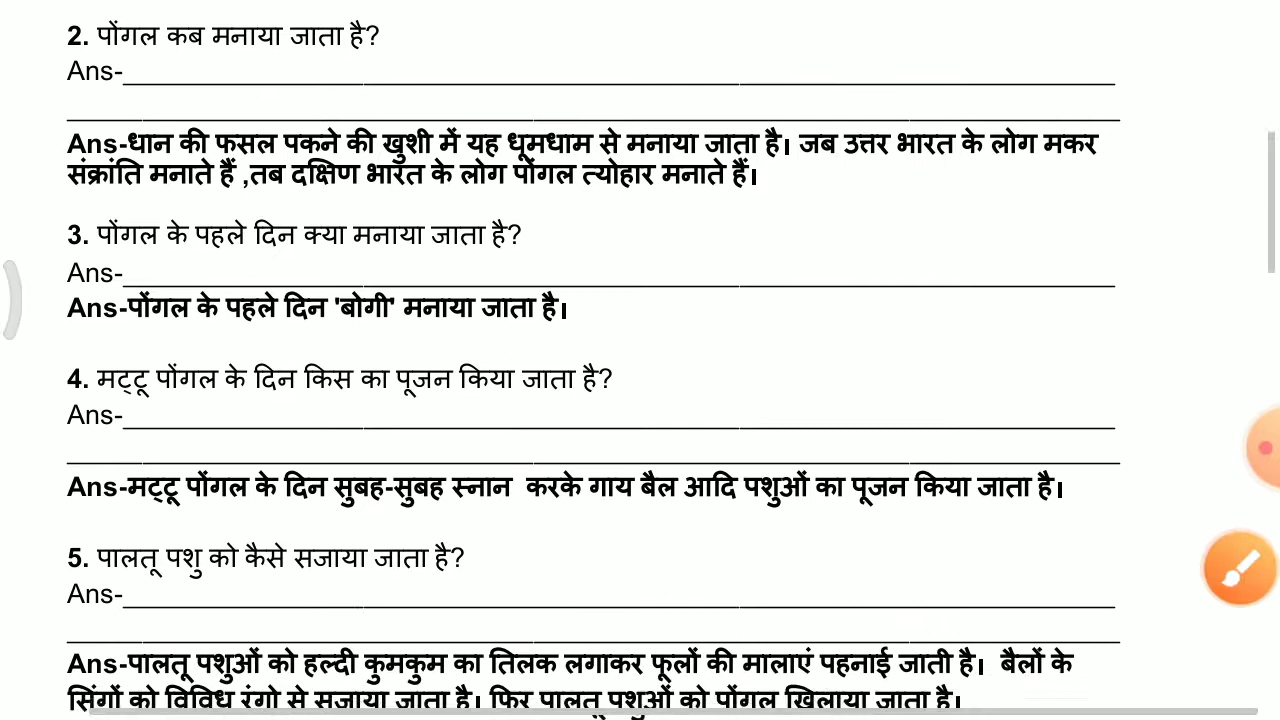 2. पोंगल कब मनाया जाता है?
Ans-
Ans-धान की फसल पकने की खुशी में यह धूमधाम से मनाया जाता है। जब उत्तर भारत के लोग मकर
संक्रांति मनाते हैं ,तब दक्षिण भारत के लोग पोंगल त्योहार मनाते हैं।
3. पोंगल के पहले दिन क्या मनाया जाता है?
Ans-
Ans-पोंगल के पहले दिन 'बोगी' मनाया जाता है।
4. मट्टू पोंगल के दिन किस का पूजन किया जाता है?
Ans-
Ans-मट्टू पोंगल के दिन सुबह-सुबह स्नान करके गाय बैल आदि पशुओं का पूजन किया जाता है।
5. पालतू पशु को कैसे सजाया जाता है?
Ans-
Ans-पालतू पशुओं को हल्दी कुमकुम का तिलक लगाकर फूलों की मालाएं पहनाई जाती है। बैलों के
सिंगों को विविध रंगो से सजाया जाता है। फिर पालतू पशुओं को पोंगल खिलाया जाता है।